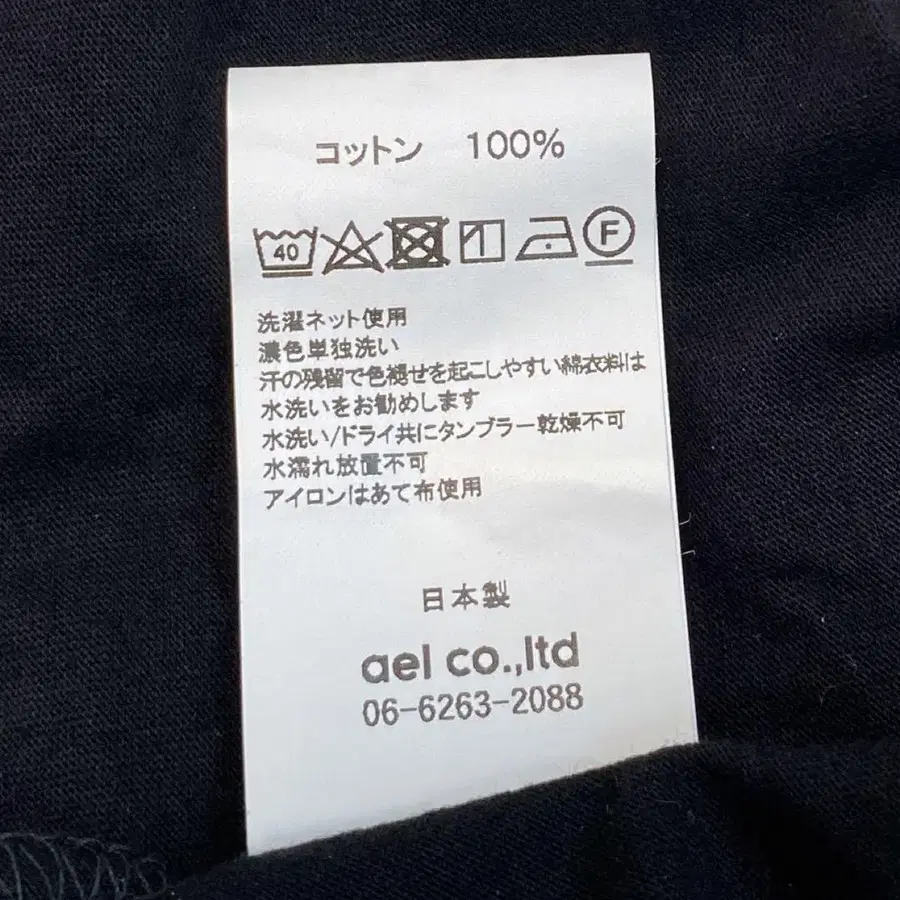 コットン 100%
40 F
洗濯ネット使用
濃色単独洗い
汗の残留で色褪せを起こしやすい綿衣料は
水洗いをお勧めします
水洗い/ドライ共にタンブラー乾燥不可
水濡れ放置不可
アイロンはあて布使用
日本製
ael co.,ltd
06-6263-2088